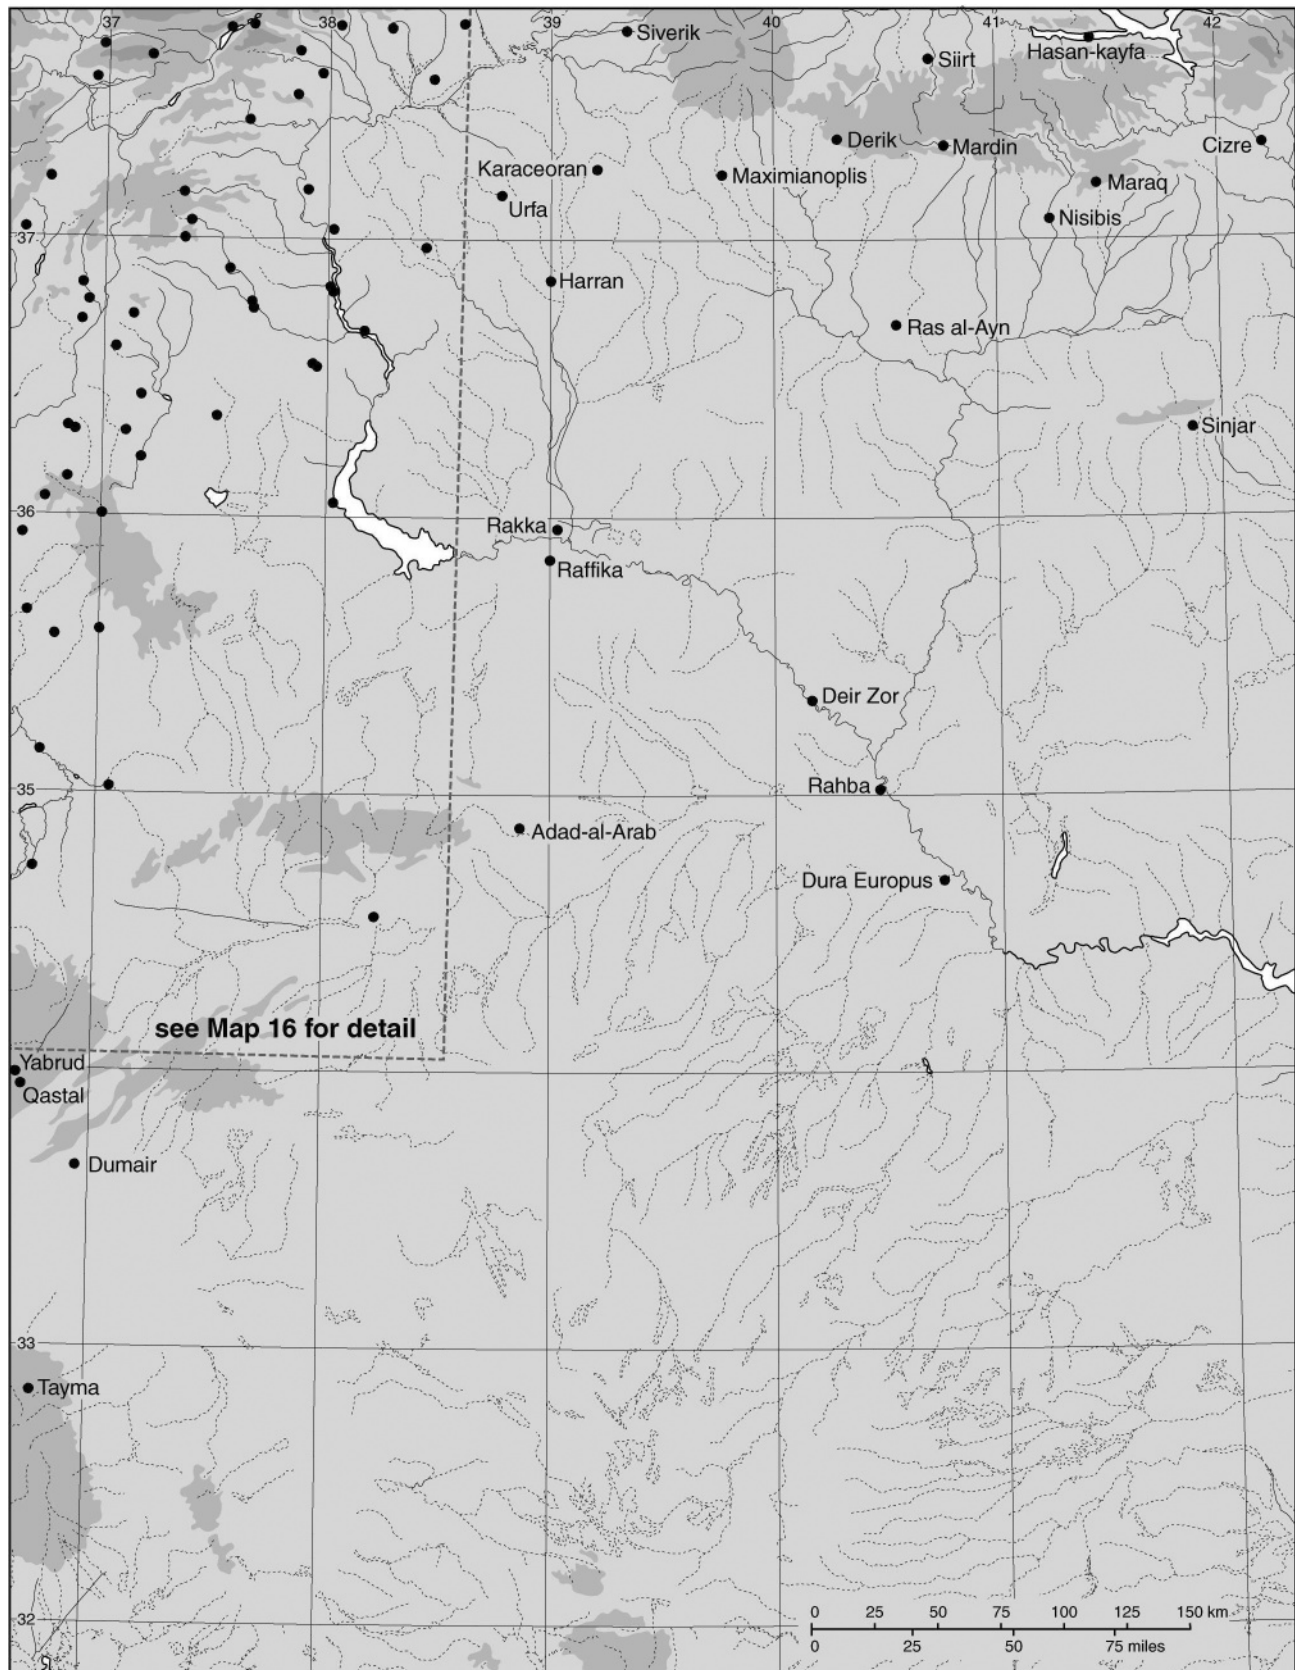 37
38
39
40
41
42
Siverik
Hasan-kayfa
Siirt
Derik
Mardin
Cizre
Karaceoran
Maximianoplis
Maraq
Urfa
Nisibis
37
Harran
Ras al-Ayn
Sinjar
36
Rakka
Raffika
Deir Zor
35
Rahba
Adad-al-Arab
Dura Europus
see Map 16 for detail
Yabrud
Qastal
Dumair
33
Tayma
32
0 25 50 75 100 125 150 km
0 25 50 75 miles